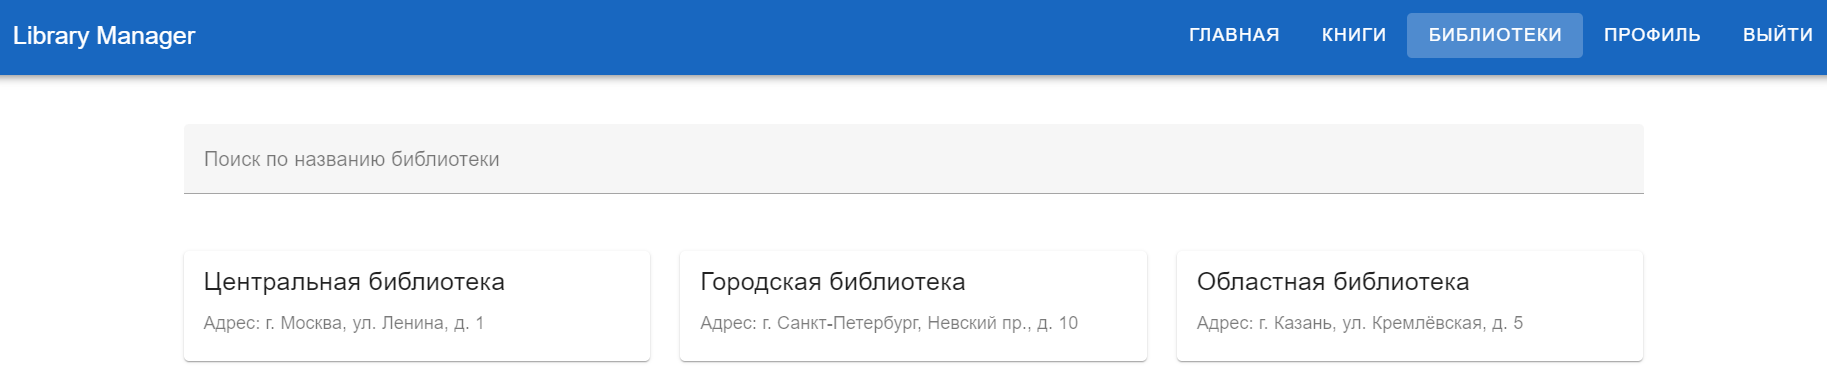 Library Manager
ГЛАВНАЯ
КНИГИ
БИБЛИОТЕКИ
ПРОФИЛЬ
ВЫЙТИ
Поиск по названию библиотеки
Центральная библиотека
Адрес: г. Москва, ул. Ленина, д. 1
Городская библиотека
Адрес: г. Санкт-Петербург, Невский пр., д. 10
Областная библиотека
Адрес: г. Казань, ул. Кремлёвская, д. 5